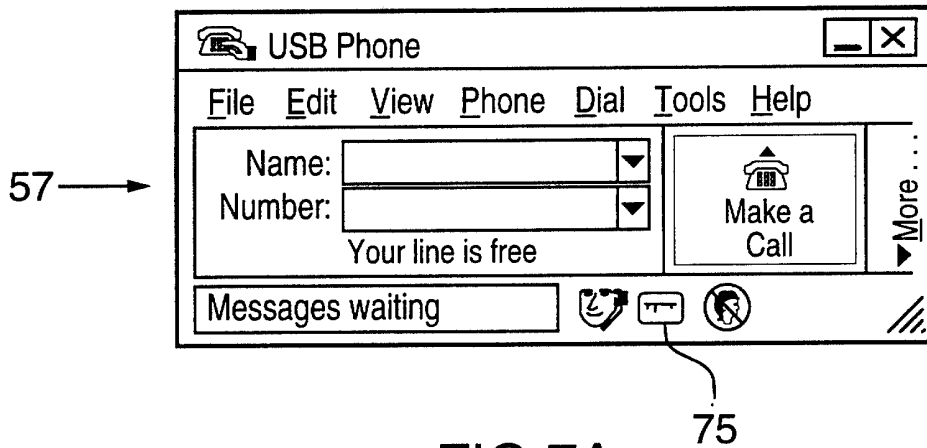 USB Phone
File Edit View Phone Dial Tools Help
Name:
Number:
Your line is free
Make a
Call
More ...
Messages waiting
57
75